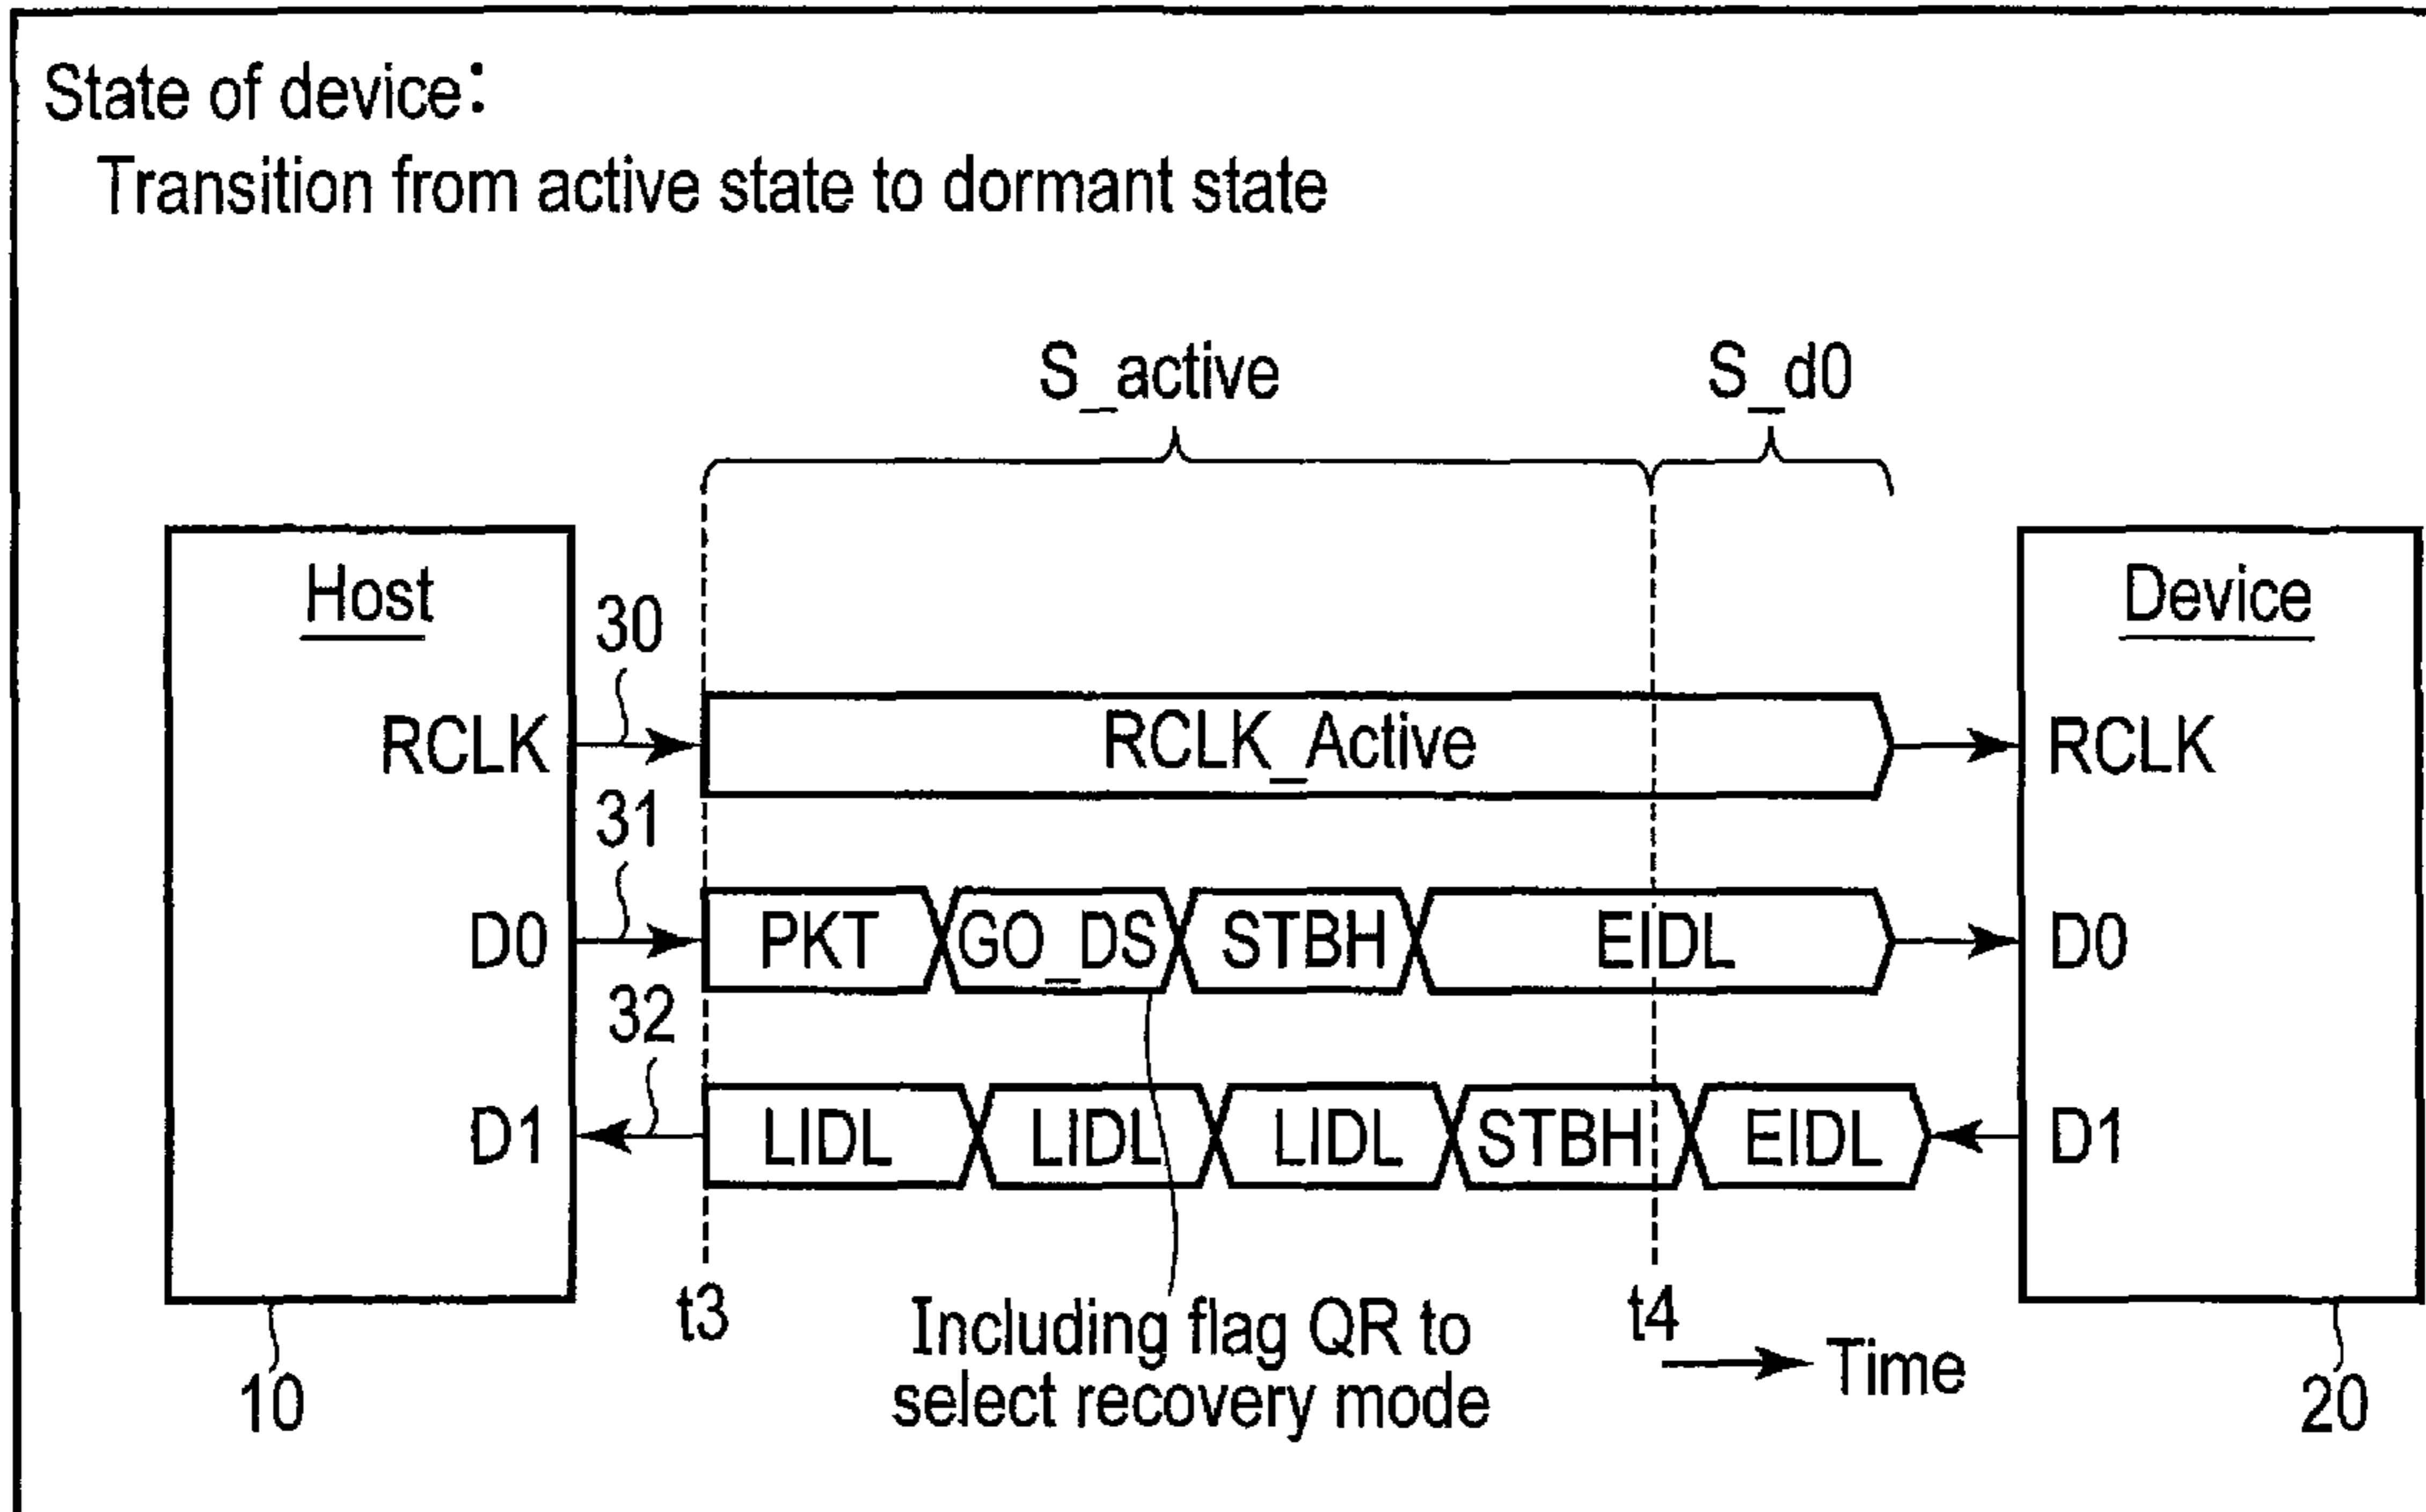 State of device:
Transition from active state to dormant state
S_active
S_d0
Host
Device
30
RCLK
RCLK_Active
RCLK
31
D0
PKT
GO_DS
STBH
EIDL
D0
32
D1
LIDL
LIDL
LIDL
STBH
EIDL
D1
t3
t4
Including flag QR to
select recovery mode
Time
10
20